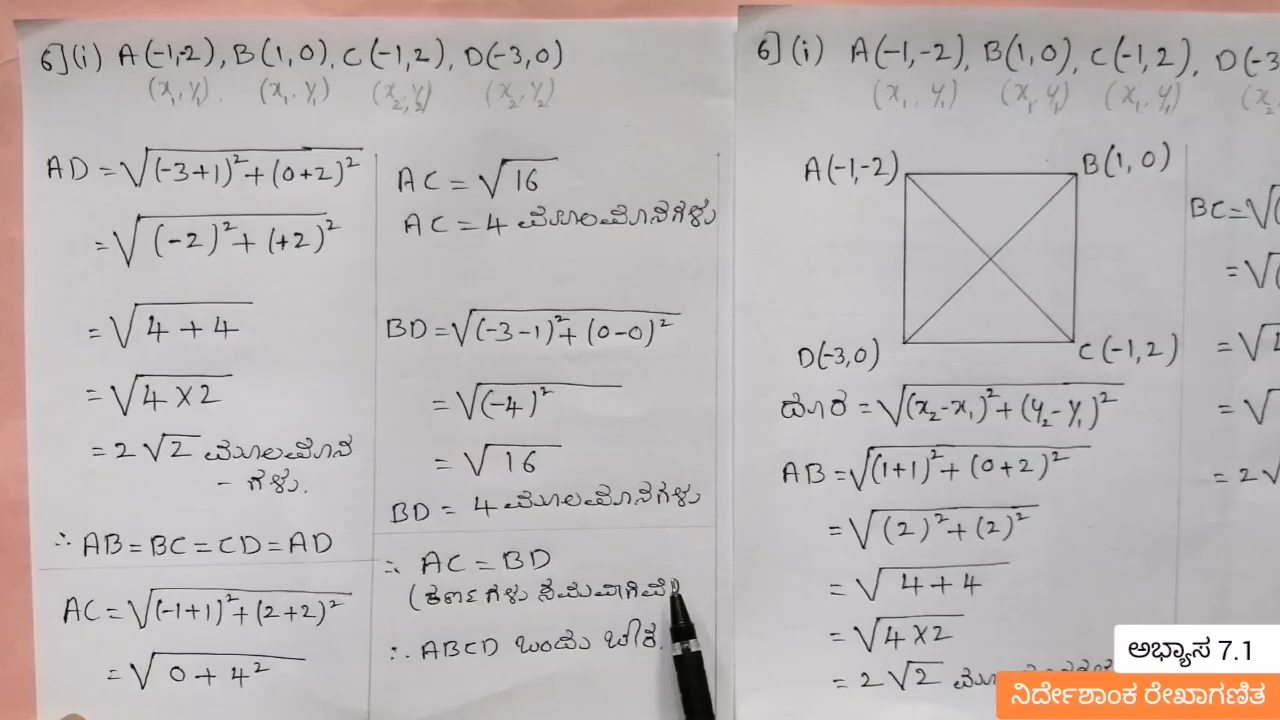 6](i) A(-1,-2), B(1,0), C(-1,2), D(-3,0)
(x₁,y₁). (x₁.y₁) (x₂,y₂) (x₂,y₂)
AD = √(-3+1)²+(0+2)²
= √(-2)²+(+2)²
= √4+4
= √4×2
= 2√2 ಮೂಲಮಾನ
- ಗಳು.
∴ AB=BC=CD=AD
AC = √(-1+1)²+(2+2)²
= √0+4²
AC = √16
AC = 4 ಮೂಲಮಾನಗಳು
BD = √(-3-1)²+(0-0)²
= √(-4)²
= √16
BD = 4 ಮೂಲಮಾನಗಳು
∴ AC = BD
(ಕರ್ಣಗಳು ಸಮವಾಗಿವೆ)
∴ ABCD ಒಂದು ಚೌಕ.
6](i) A(-1,-2), B(1,0), C(-1,2), D(-3
(x₁.y₁) (x₁,y₁) (x₁.y₁) (x₂
A(-1,-2) B(1,0)
D(-3,0) C(-1,2)
ದೂರ = √(x₂-x₁)²+(y₂-y₁)²
AB = √(1+1)²+(0+2)²
= √(2)²+(2)²
= √4+4
= √4×2
= 2√2
BC = √(
= √(
= √
= √
= 2√
ಅಭ್ಯಾಸ 7.1
ನಿರ್ದೇಶಾಂಕ ರೇಖಾಗಣಿತ